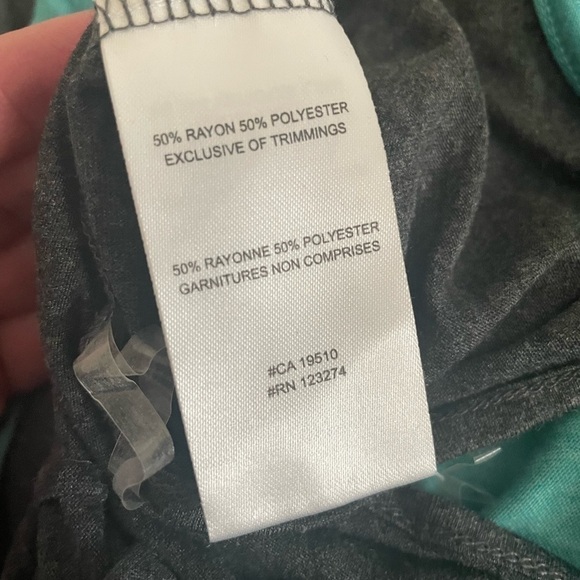 50% RAYON 50% POLYESTER
EXCLUSIVE OF TRIMMINGS
50% RAYONNE 50% POLYESTER
GARNITURES NON COMPRISES
#CA 19510
#RN 123274